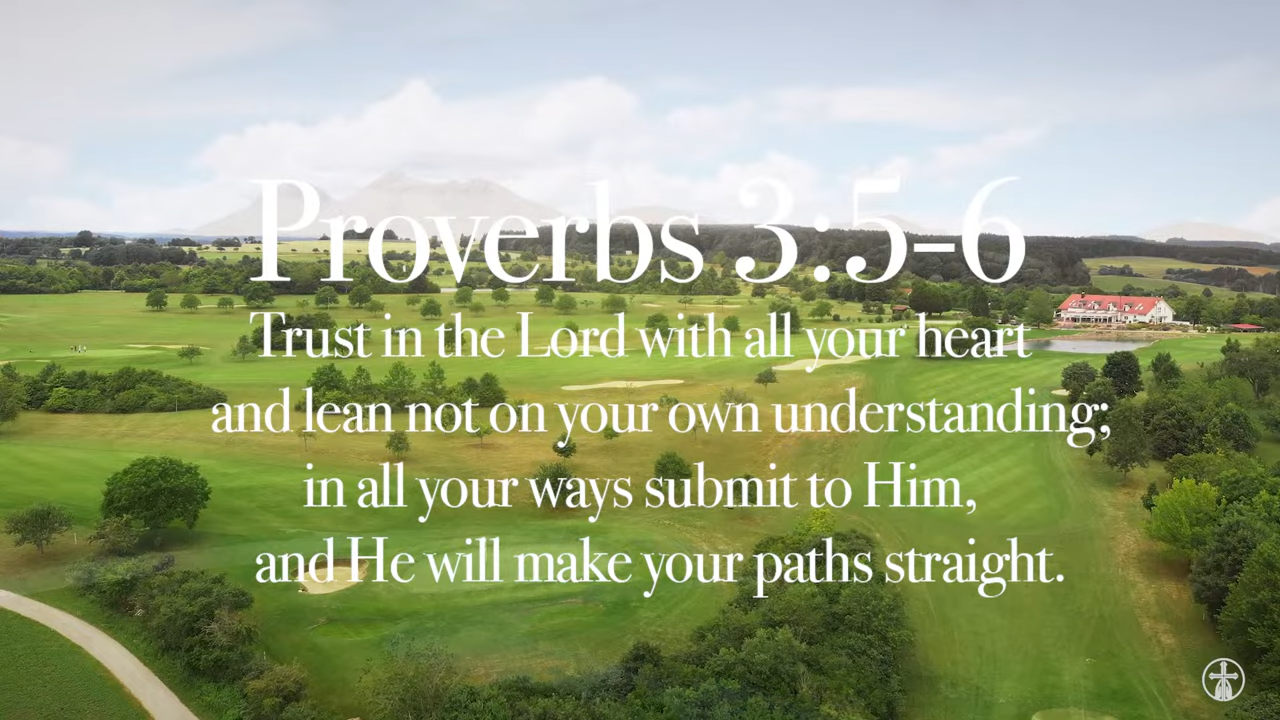 Proverbs 3:5-6
Trust in the Lord with all your heart
and lean not on your own understanding;
in all your ways submit to Him,
and He will make your paths straight.